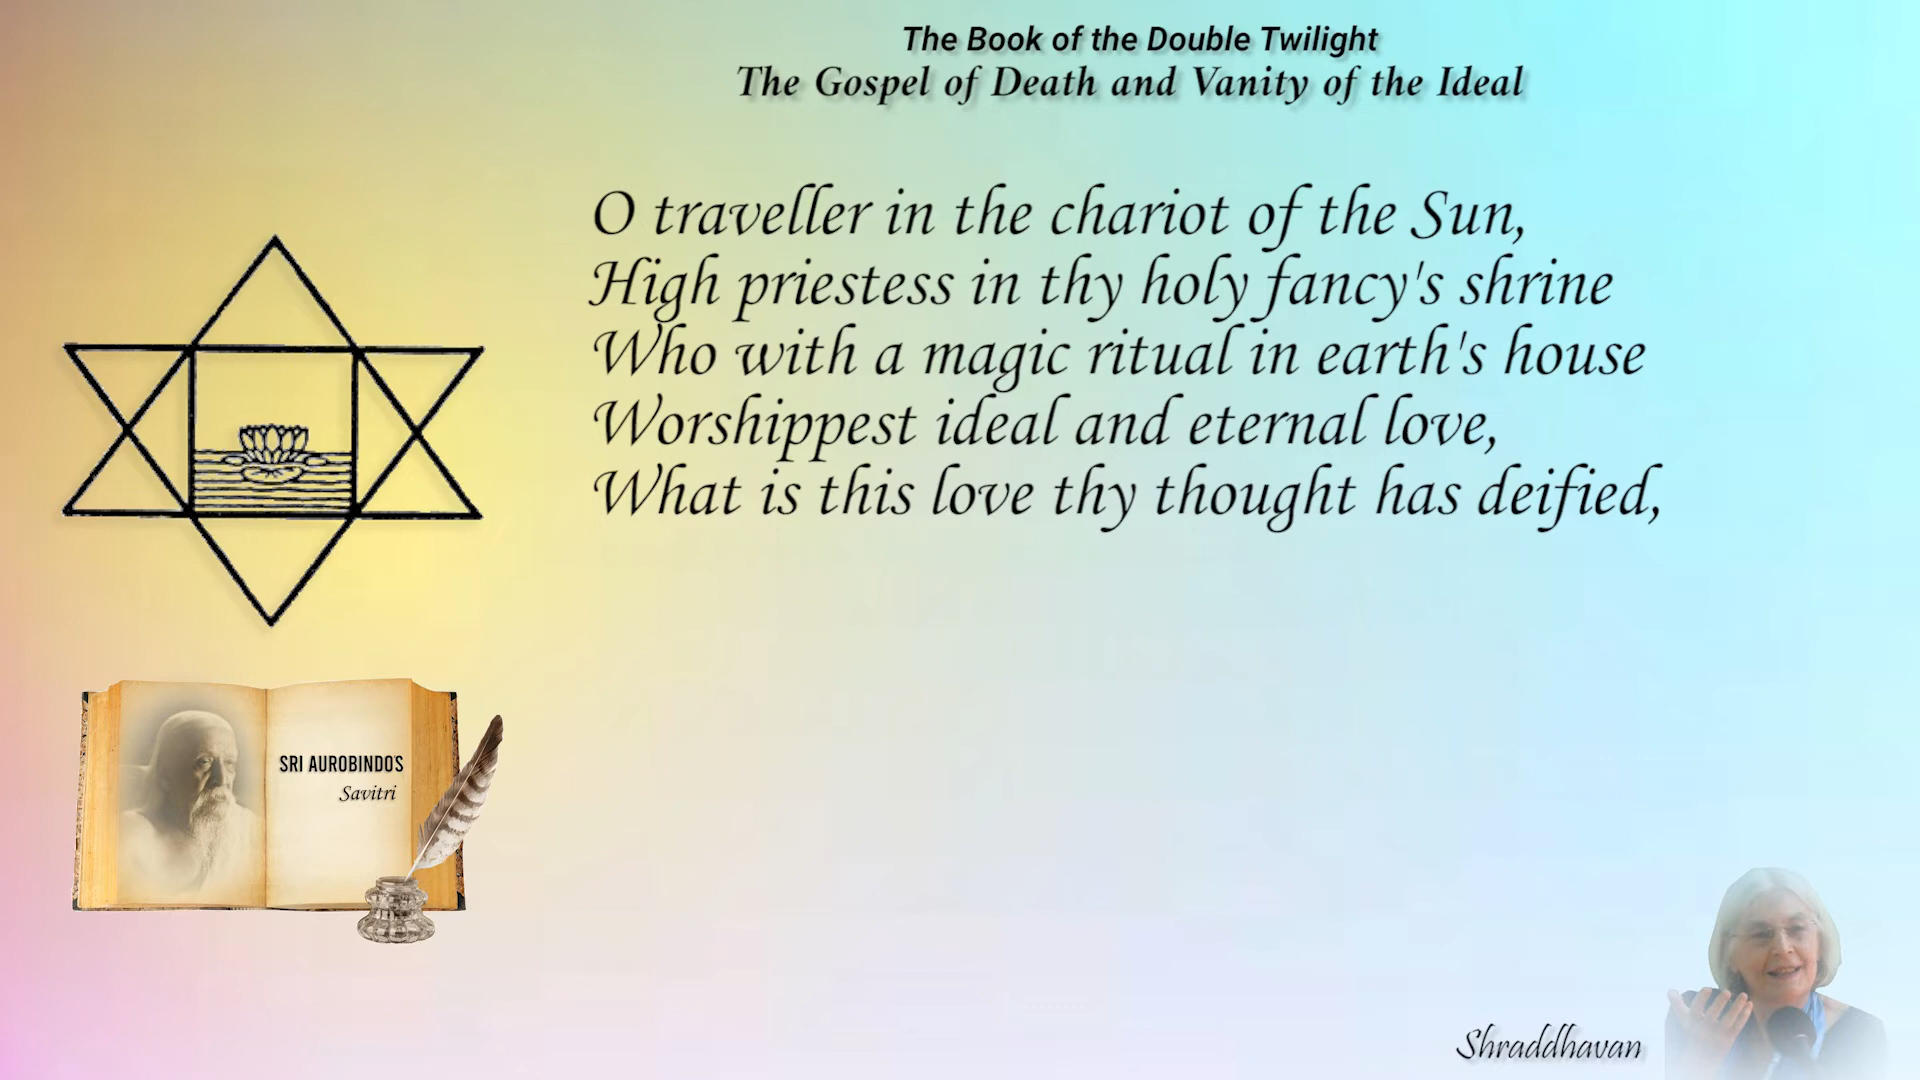 The Book of the Double Twilight
The Gospel of Death and Vanity of the Ideal
O traveller in the chariot of the Sun,
High priestess in thy holy fancy's shrine
Who with a magic ritual in earth's house
Worshippest ideal and eternal love,
What is this love thy thought has deified,
SRI AUROBINDO'S
Savitri
Shraddhavan